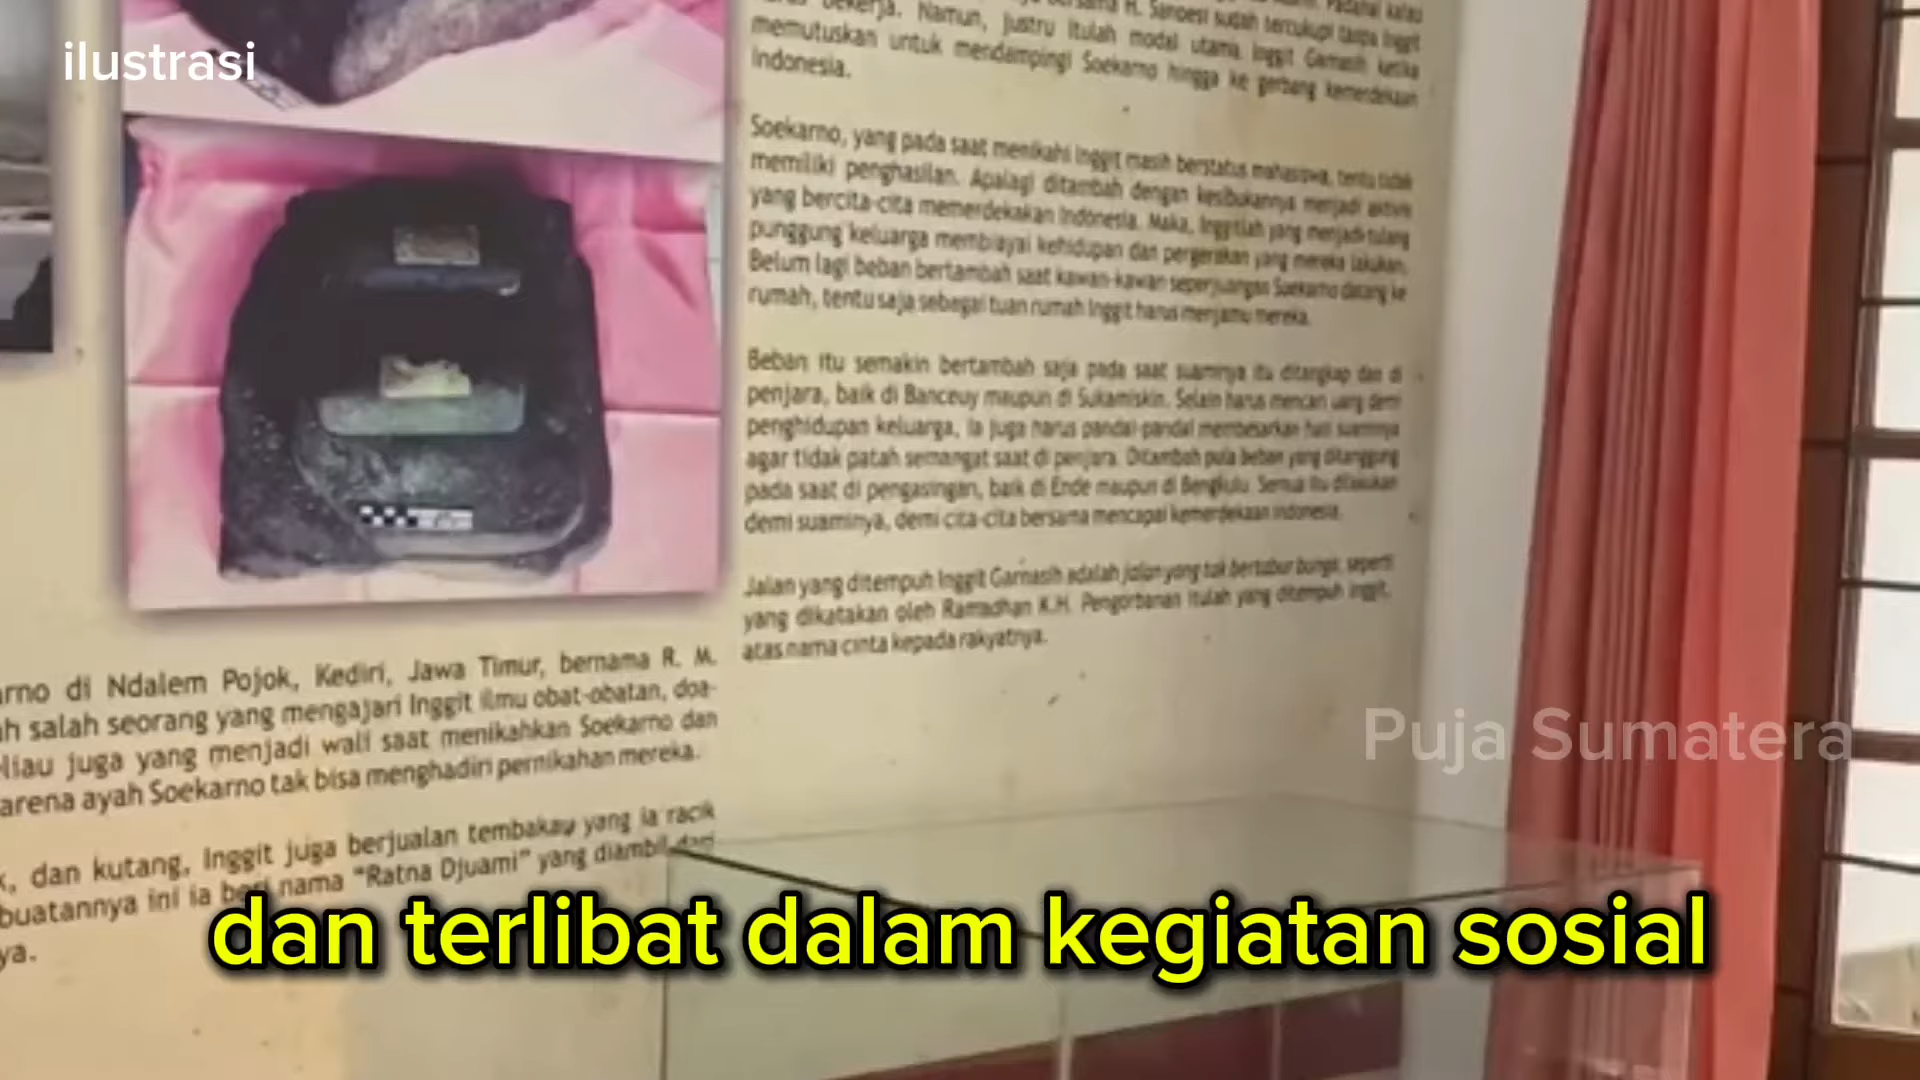 ilustrasi
bekerja. Namun, justru itulah modal utama Inggit Garnasih ketika
memutuskan untuk mendampingi Soekarno hingga ke gerbang kemerdekaan
Indonesia.
Soekarno, yang pada saat menikahi Inggit masih berstatus mahasiswa, tentu tidak
memiliki penghasilan. Apalagi ditambah dengan kesibukannya menjadi aktivis
yang bercita-cita memerdekakan Indonesia. Maka, Inggitlah yang menjadi tulang
punggung keluarga membiayai kehidupan dan pergerakan yang mereka lakukan.
Belum lagi beban bertambah saat kawan-kawan seperjuangan Soekarno datang ke
rumah, tentu saja sebagai tuan rumah Inggit harus menjamu mereka.
Beban itu semakin bertambah saja pada saat suaminya itu ditangkap dan di
penjara, baik di Banceuy maupun di Sukamiskin. Selain harus mencari uang demi
penghidupan keluarga, ia juga harus pandai-pandai membesarkan hati suaminya
agar tidak patah semangat saat di penjara. Ditambah pula beban yang ditanggung
pada saat di pengasingan, baik di Ende maupun di Bengkulu. Semua itu dilakukan
demi suaminya, demi cita-cita bersama mencapai kemerdekaan Indonesia.
Jalan yang ditempuh Inggit Garnasih adalah jalan yang tak bertabur bunga, seperti
yang dikatakan oleh Ramadhan K.H. Pengorbanan itulah yang ditempuh Inggit,
atas nama cinta kepada rakyatnya.
arno di Ndalem Pojok, Kediri, Jawa Timur, bernama R. M.
ah salah seorang yang mengajari Inggit ilmu obat-obatan, doa-
liau juga yang menjadi wali saat menikahkan Soekarno dan
arena ayah Soekarno tak bisa menghadiri pernikahan mereka.
k, dan kutang, Inggit juga berjualan tembakau yang ia racik
buatannya ini ia beri nama “Ratna Djuami” yang diambil dari
ya.
Puja Sumatera
dan terlibat dalam kegiatan sosial